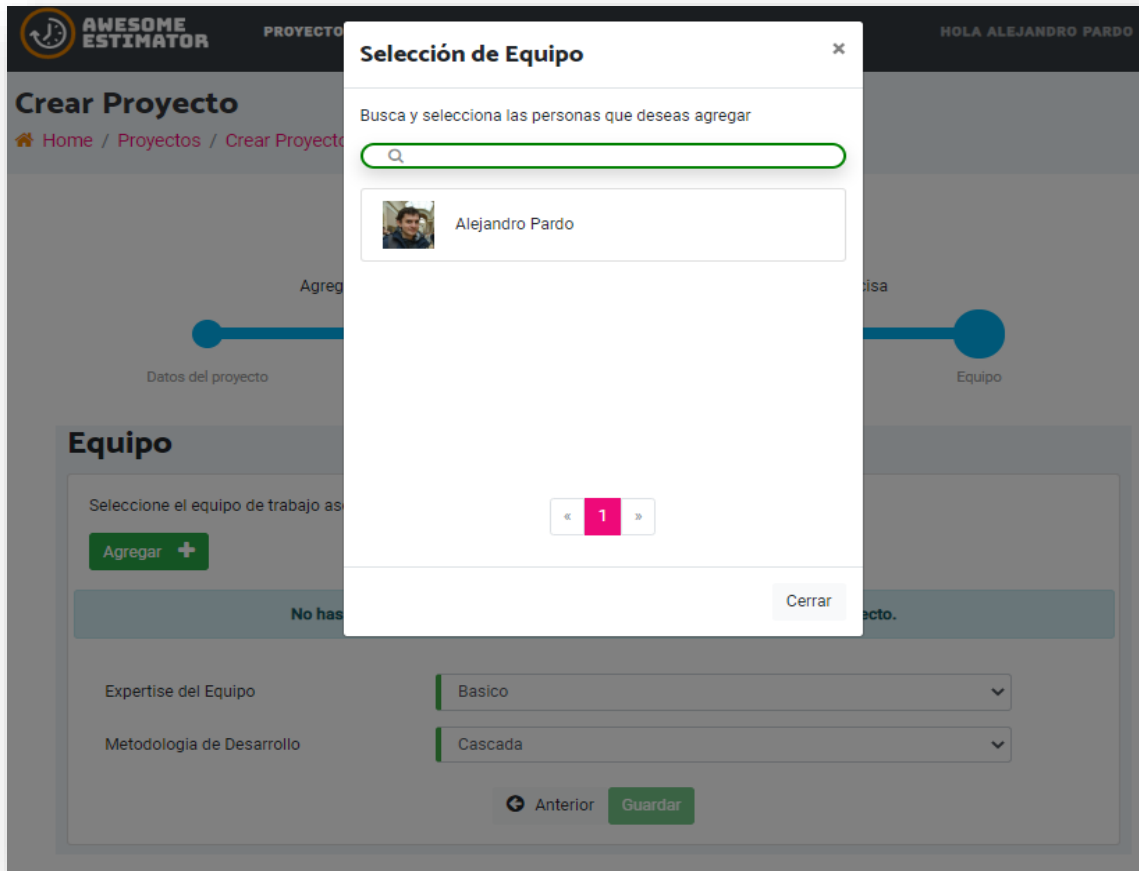 AWESOME
ESTIMATOR
PROYECTO
HOLA ALEJANDRO PARDO
Selección de Equipo
×
Crear Proyecto
Home / Proyectos / Crear Proyecto
Busca y selecciona las personas que deseas agregar
Alejandro Pardo
Agreg
cisa
Datos del proyecto
Equipo
Equipo
Seleccione el equipo de trabajo aso
Agregar +
« 1 »
Cerrar
No has
ecto.
Expertise del Equipo
Basico
Metodologia de Desarrollo
Cascada
Anterior
Guardar